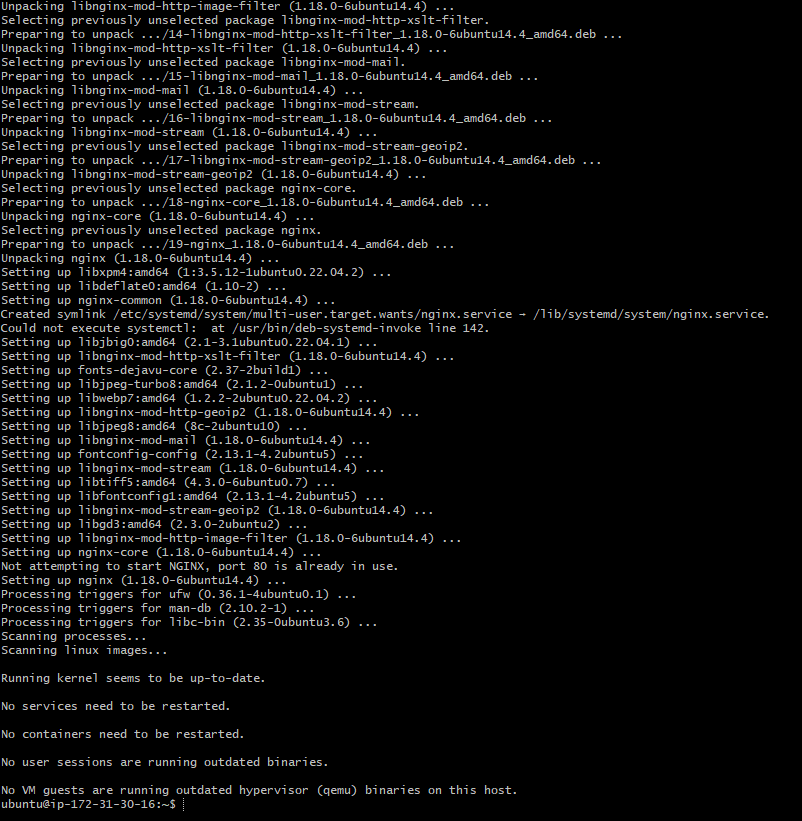 Unpacking libnginx-mod-http-image-filter (1.18.0-6ubuntu14.4) ...
Selecting previously unselected package libnginx-mod-http-xslt-filter.
Preparing to unpack .../14-libnginx-mod-http-xslt-filter_1.18.0-6ubuntu14.4_amd64.deb ...
Unpacking libnginx-mod-http-xslt-filter (1.18.0-6ubuntu14.4) ...
Selecting previously unselected package libnginx-mod-mail.
Preparing to unpack .../15-libnginx-mod-mail_1.18.0-6ubuntu14.4_amd64.deb ...
Unpacking libnginx-mod-mail (1.18.0-6ubuntu14.4) ...
Selecting previously unselected package libnginx-mod-stream.
Preparing to unpack .../16-libnginx-mod-stream_1.18.0-6ubuntu14.4_amd64.deb ...
Unpacking libnginx-mod-stream (1.18.0-6ubuntu14.4) ...
Selecting previously unselected package libnginx-mod-stream-geoip2.
Preparing to unpack .../17-libnginx-mod-stream-geoip2_1.18.0-6ubuntu14.4_amd64.deb ...
Unpacking libnginx-mod-stream-geoip2 (1.18.0-6ubuntu14.4) ...
Selecting previously unselected package nginx-core.
Preparing to unpack .../18-nginx-core_1.18.0-6ubuntu14.4_amd64.deb ...
Unpacking nginx-core (1.18.0-6ubuntu14.4) ...
Selecting previously unselected package nginx.
Preparing to unpack .../19-nginx_1.18.0-6ubuntu14.4_amd64.deb ...
Unpacking nginx (1.18.0-6ubuntu14.4) ...
Setting up libxpm4:amd64 (1:3.5.12-1ubuntu0.22.04.2) ...
Setting up libdeflate0:amd64 (1.10-2) ...
Setting up nginx-common (1.18.0-6ubuntu14.4) ...
Created symlink /etc/systemd/system/multi-user.target.wants/nginx.service → /lib/systemd/system/nginx.service.
Could not execute systemctl:  at /usr/bin/deb-systemd-invoke line 142.
Setting up libjbig0:amd64 (2.1-3.1ubuntu0.22.04.1) ...
Setting up libnginx-mod-http-xslt-filter (1.18.0-6ubuntu14.4) ...
Setting up fonts-dejavu-core (2.37-2build1) ...
Setting up libjpeg-turbo8:amd64 (2.1.2-0ubuntu1) ...
Setting up libwebp7:amd64 (1.2.2-2ubuntu0.22.04.2) ...
Setting up libnginx-mod-http-geoip2 (1.18.0-6ubuntu14.4) ...
Setting up libjpeg8:amd64 (8c-2ubuntu10) ...
Setting up libnginx-mod-mail (1.18.0-6ubuntu14.4) ...
Setting up fontconfig-config (2.13.1-4.2ubuntu5) ...
Setting up libnginx-mod-stream (1.18.0-6ubuntu14.4) ...
Setting up libtiff5:amd64 (4.3.0-6ubuntu0.7) ...
Setting up libfontconfig1:amd64 (2.13.1-4.2ubuntu5) ...
Setting up libnginx-mod-stream-geoip2 (1.18.0-6ubuntu14.4) ...
Setting up libgd3:amd64 (2.3.0-2ubuntu2) ...
Setting up libnginx-mod-http-image-filter (1.18.0-6ubuntu14.4) ...
Setting up nginx-core (1.18.0-6ubuntu14.4) ...
Not attempting to start NGINX, port 80 is already in use.
Setting up nginx (1.18.0-6ubuntu14.4) ...
Processing triggers for ufw (0.36.1-4ubuntu0.1) ...
Processing triggers for man-db (2.10.2-1) ...
Processing triggers for libc-bin (2.35-0ubuntu3.6) ...
Scanning processes...
Scanning linux images...
Running kernel seems to be up-to-date.
No services need to be restarted.
No containers need to be restarted.
No user sessions are running outdated binaries.
No VM guests are running outdated hypervisor (qemu) binaries on this host.
ubuntu@ip-172-31-30-16:~$